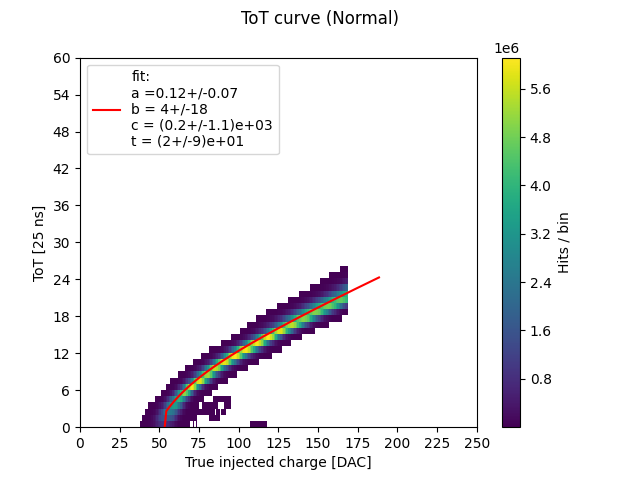 ToT curve (Normal)
1e6
fit:
a =0.12+/-0.07
b = 4+/-18
c = (0.2+/-1.1)e+03
t = (2+/-9)e+01
60
54
48
42
36
30
24
18
12
6
0
ToT [25 ns]
0 25 50 75 100 125 150 175 200 225 250
True injected charge [DAC]
5.6
4.8
4.0
3.2
2.4
1.6
0.8
Hits / bin